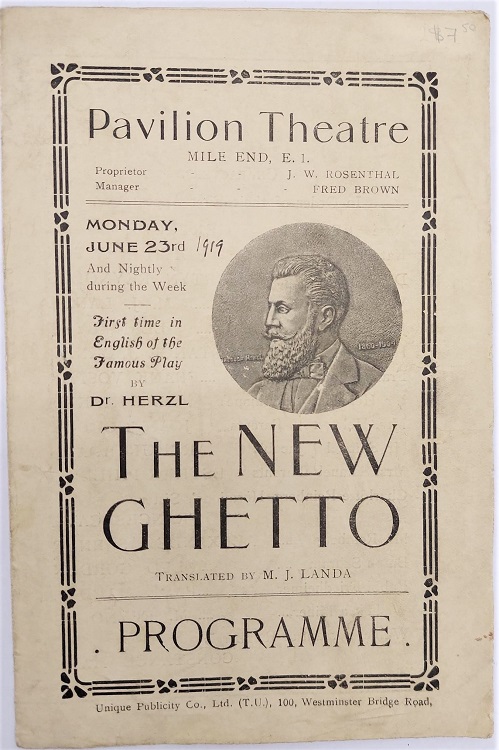 $7.50
Pavilion Theatre
MILE END, E. 1.
Proprietor - - J. W. ROSENTHAL
Manager - - - FRED BROWN
MONDAY,
JUNE 23rd 1919
And Nightly
during the Week
First time in
English of the
Famous Play
BY
Dr. HERZL
1860-1904
THE NEW
GHETTO
TRANSLATED BY M. J. LANDA
. PROGRAMME .
Unique Publicity Co., Ltd. (T.U.), 100, Westminster Bridge Road,